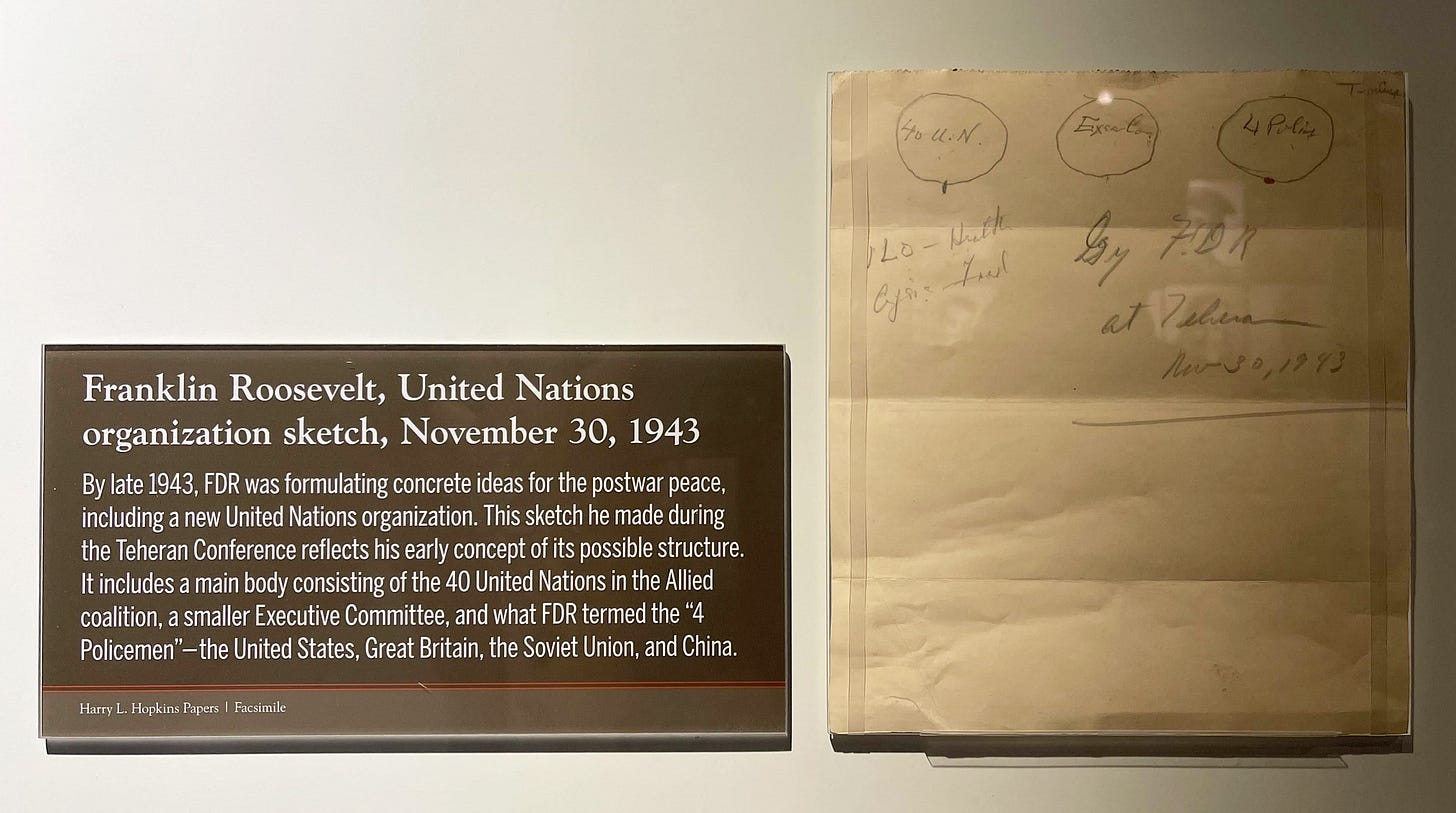 Franklin Roosevelt, United Nations
organization sketch, November 30, 1943
By late 1943, FDR was formulating concrete ideas for the postwar peace,
including a new United Nations organization. This sketch he made during
the Teheran Conference reflects his early concept of its possible structure.
It includes a main body consisting of the 40 United Nations in the Allied
coalition, a smaller Executive Committee, and what FDR termed the “4
Policemen”—the United States, Great Britain, the Soviet Union, and China.
Harry L. Hopkins Papers | Facsimile
40 U.N.
4
ILO – Health
Food
By F.D.R
at Teheran
Nov 30, 1943